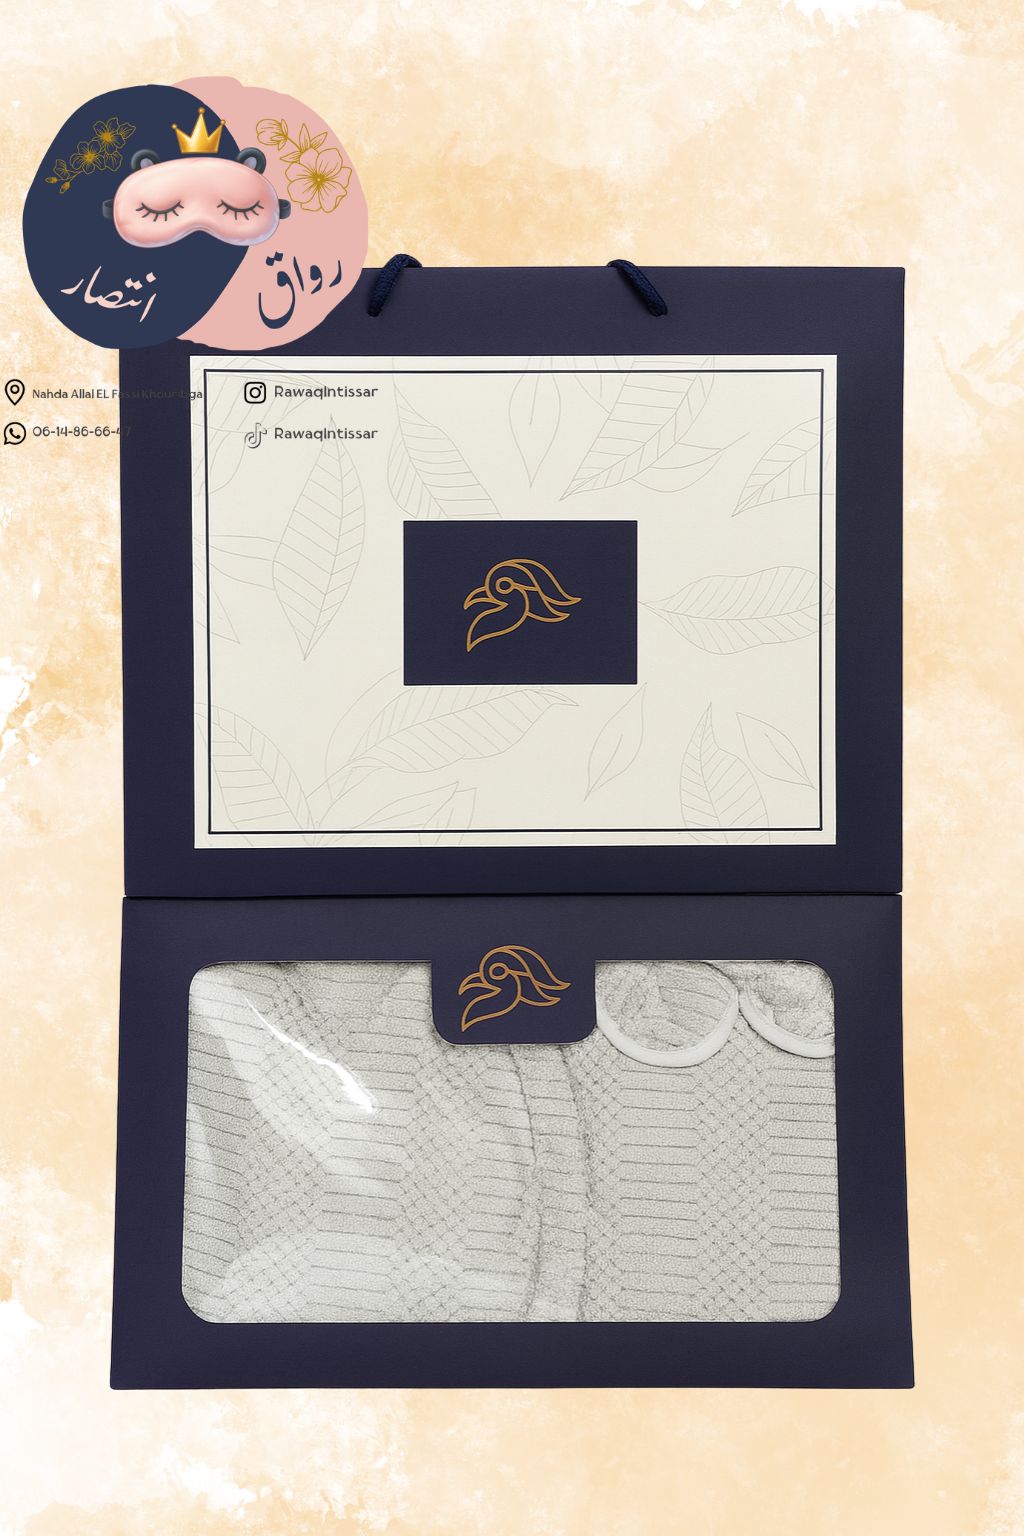 رواق
انتصار
Nahda Allal EL Fassi Khouribga
RawaqIntissar
06-14-86-66-47
RawaqIntissar